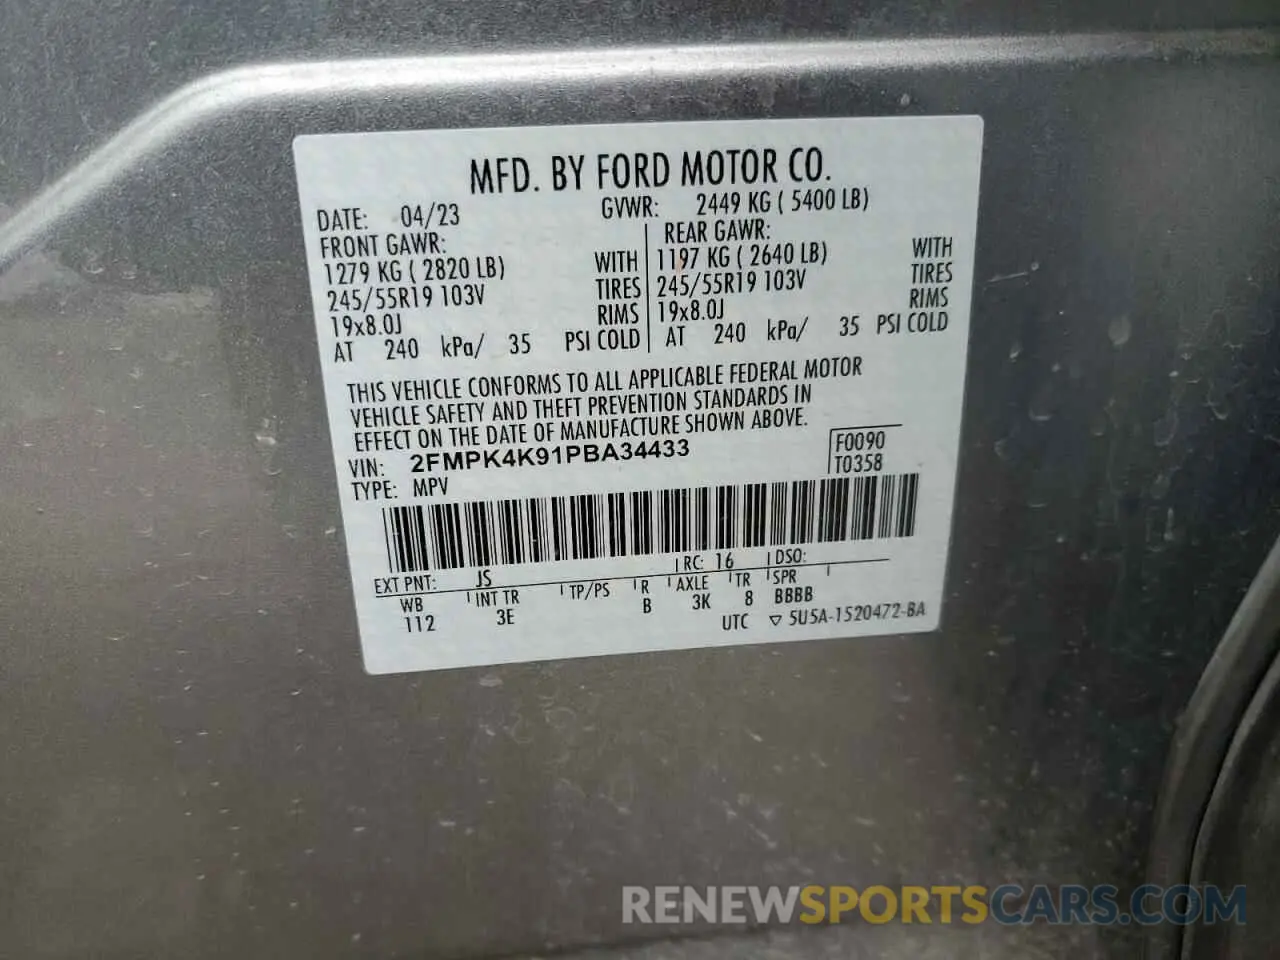 MFD. BY FORD MOTOR CO.
DATE: 04/23 GVWR: 2449 KG ( 5400 LB)
FRONT GAWR: REAR GAWR:
1279 KG ( 2820 LB) WITH 1197 KG ( 2640 LB) WITH
245/55R19 103V TIRES 245/55R19 103V TIRES
19x8.0J RIMS 19x8.0J RIMS
AT 240 kPa/ 35 PSI COLD AT 240 kPa/ 35 PSI COLD
THIS VEHICLE CONFORMS TO ALL APPLICABLE FEDERAL MOTOR
VEHICLE SAFETY AND THEFT PREVENTION STANDARDS IN
EFFECT ON THE DATE OF MANUFACTURE SHOWN ABOVE.
VIN: 2FMPK4K91PBA34433 F0090
TYPE: MPV T0358
EXT PNT: JS RC: 16 DSO:
WB INT TR TP/PS R AXLE TR SPR
112 3E B 3K 8 BBBB
UTC ▽ 5U5A-1520472-BA
RENEWSPORTSCARS.COM